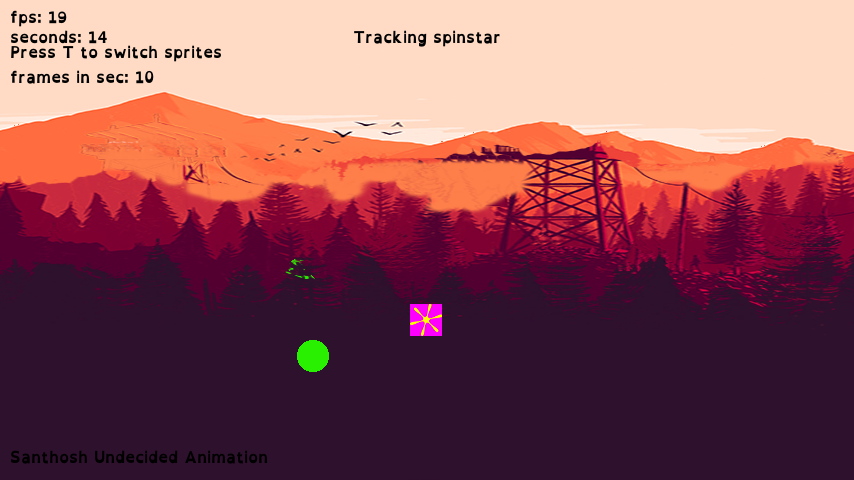 fps: 19
seconds: 14
Tracking spinstar
Press T to switch sprites
frames in sec: 10
Santhosh Undecided Animation